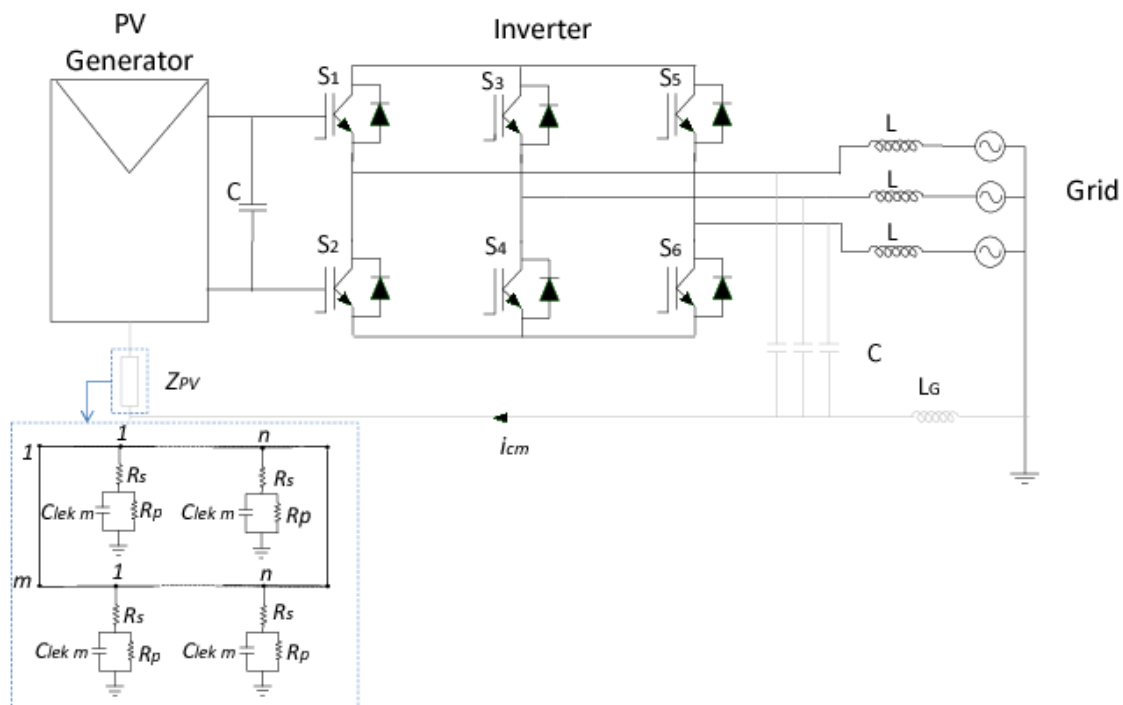 PV
Generator
Inverter
S1
S3
S5
C
L
L
L
Grid
S2
S4
S6
C
ZPV
LG
icm
1
n
1
Rs
Rs
Clek m
Rp
Clek m
Rp
m
1
n
Rs
Rs
Clek m
Rp
Clek m
Rp